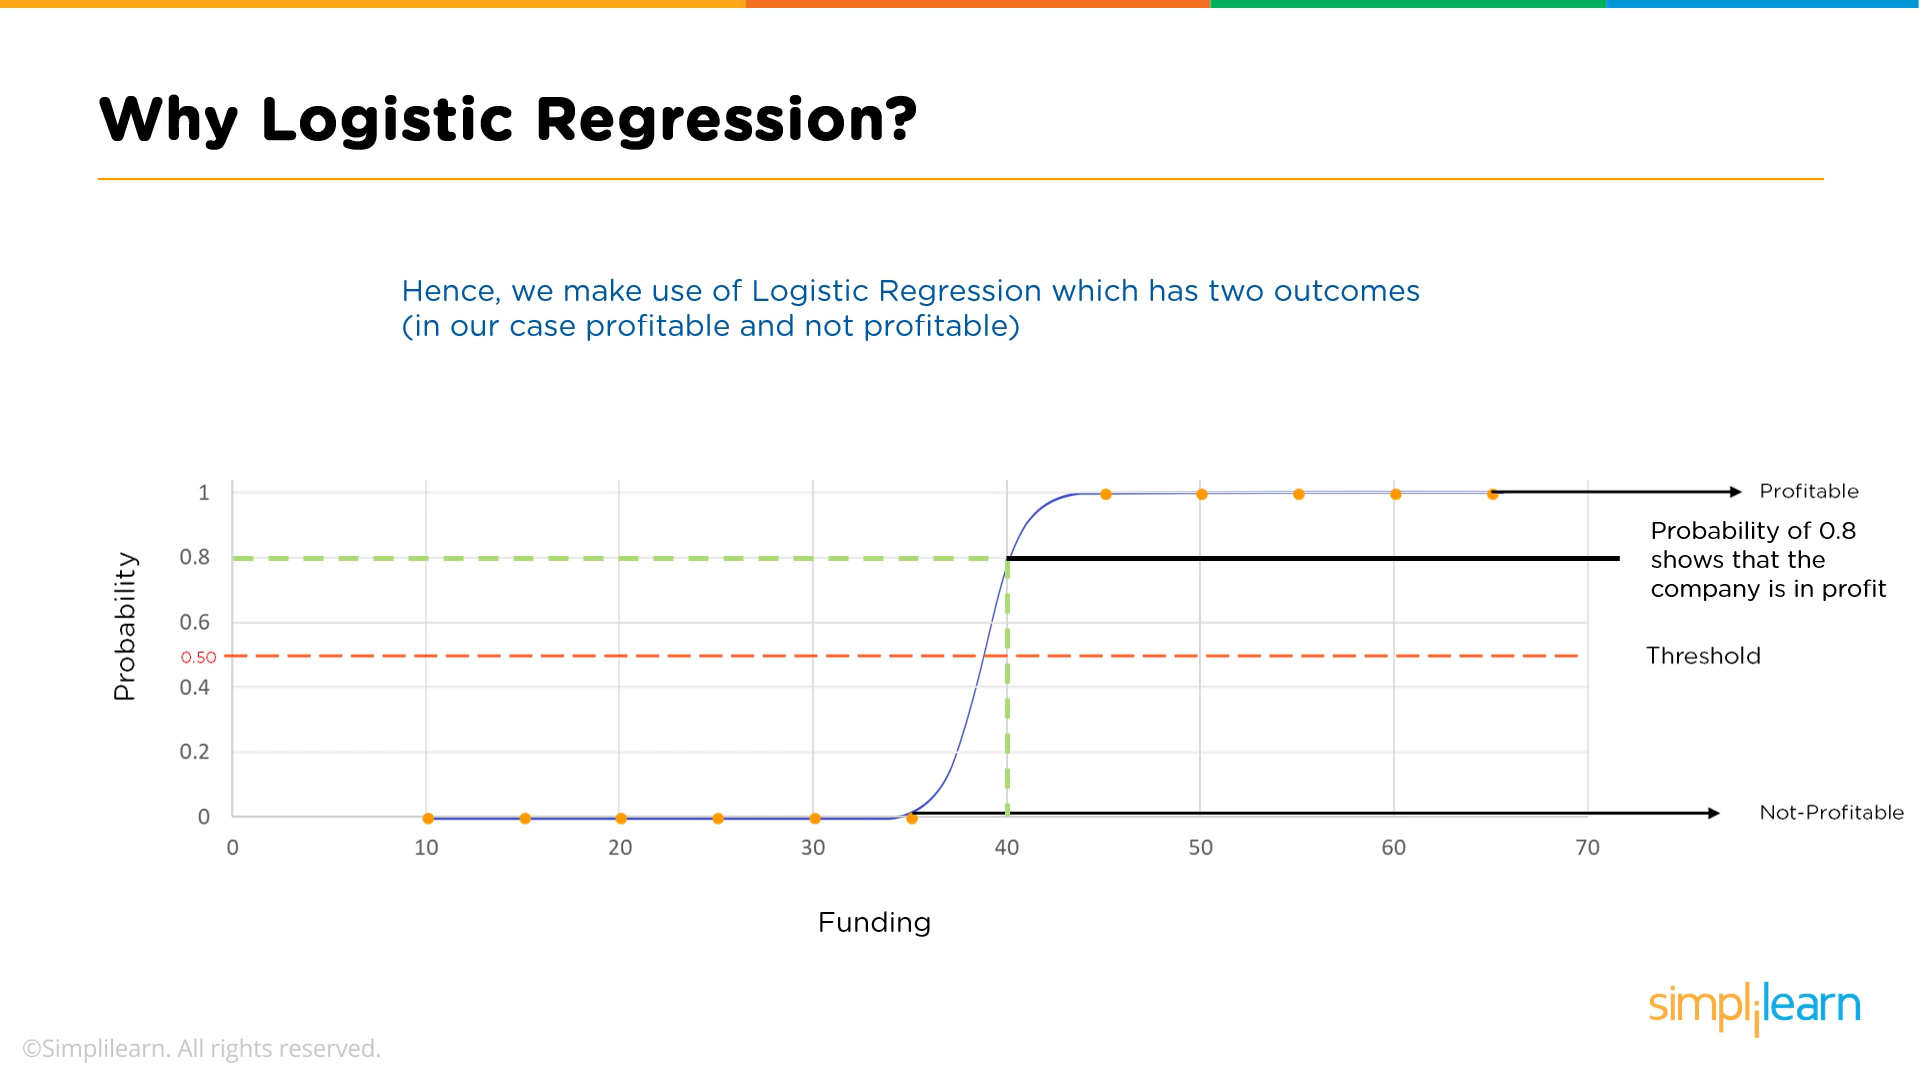 Why Logistic Regression?
Hence, we make use of Logistic Regression which has two outcomes
(in our case profitable and not profitable)
1
Profitable
Probability of 0.8
shows that the
company is in profit
0.8
Probability
0.6
0.50
Threshold
0.4
0.2
0
Not-Profitable
0 10 20 30 40 50 60 70
Funding
simplilearn
©Simplilearn. All rights reserved.